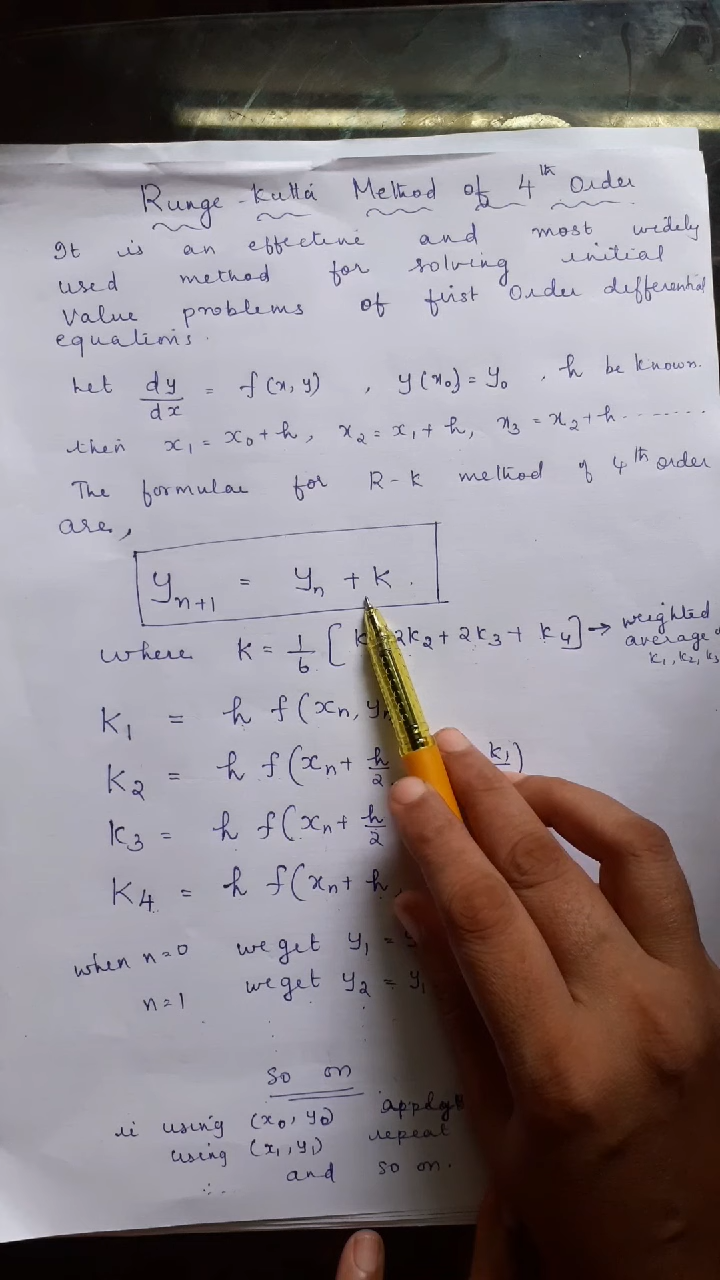 Runge-Kutta Method of 4th Order
It is an effective and most widely
used method for solving initial
value problems of first Order differential
equations.
Let dy/dx = f(x, y) , y(x₀) = y₀ , h be known.
then x₁ = x₀ + h, x₂ = x₁ + h, x₃ = x₂ + h ........
The formulae for R-K method of 4th order
are,
yₙ₊₁ = yₙ + k.
where k = 1/6 [k 2k₂ + 2k₃ + k₄] → weighted
average
k₁, k₂, k₃
K₁ = h f(xₙ, y
K₂ = h f(xₙ + h/2 k₁/ )
k₃ = h f(xₙ + h/2
K₄ = h f(xₙ + h,
when n=0 we get y₁ =
n=1 we get y₂ = y₁
so on
ii using (x₀, y₀) apply
using (x₁, y₁) repeat
∴ and so on.